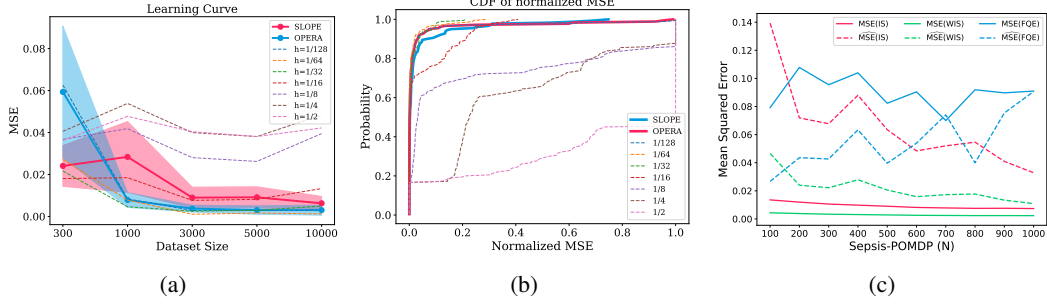 Learning Curve
MSE
0.08
0.06
0.04
0.02
0.00
300
1000
3000
5000
10000
Dataset Size
SLOPE
OPERA
h=1/128
h=1/64
h=1/32
h=1/16
h=1/8
h=1/4
h=1/2
(a)
CDF of normalized MSE
Probability
1.0
0.8
0.6
0.4
0.2
0.0
0.0
0.2
0.4
0.6
0.8
1.0
Normalized MSE
SLOPE
OPERA
1/128
1/64
1/32
1/16
1/8
1/4
1/2
(b)
Mean Squared Error
0.14
0.12
0.10
0.08
0.06
0.04
0.02
0.00
100
200
300
400
500
600
700
800
900
1000
Sepsis-POMDP (N)
MSE(IS)
M̂SE(IS)
MSE(WIS)
M̂SE(WIS)
MSE(FQE)
M̂SE(FQE)
(c)